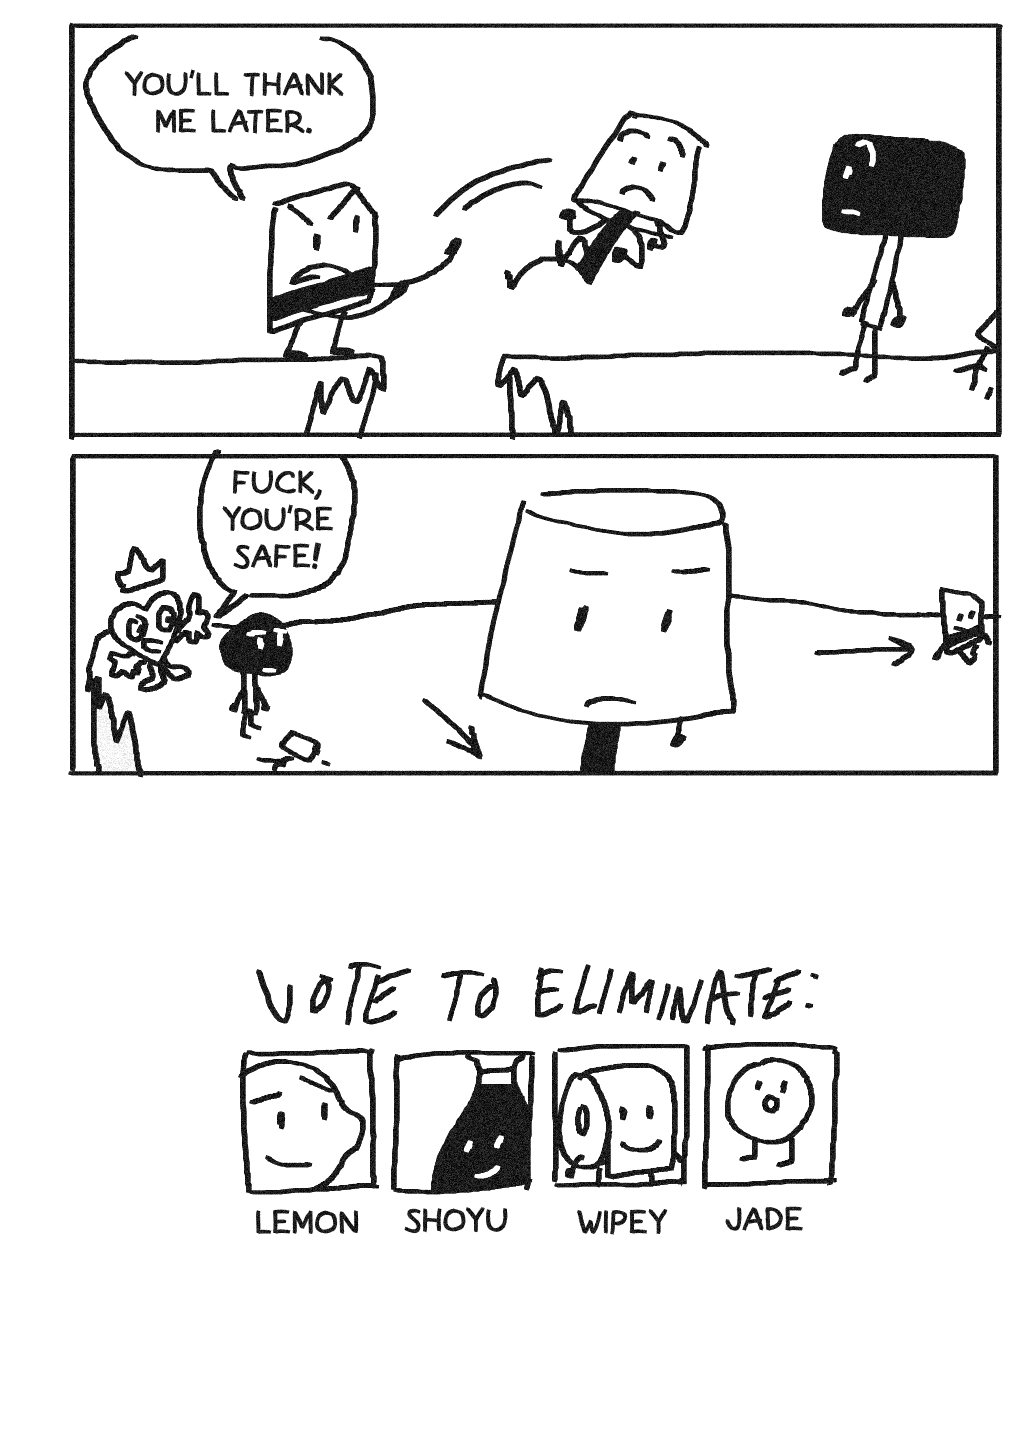 YOU'LL THANK
ME LATER.
FUCK,
YOU'RE
SAFE!
VOTE TO ELIMINATE:
LEMON
SHOYU
WIPEY
JADE